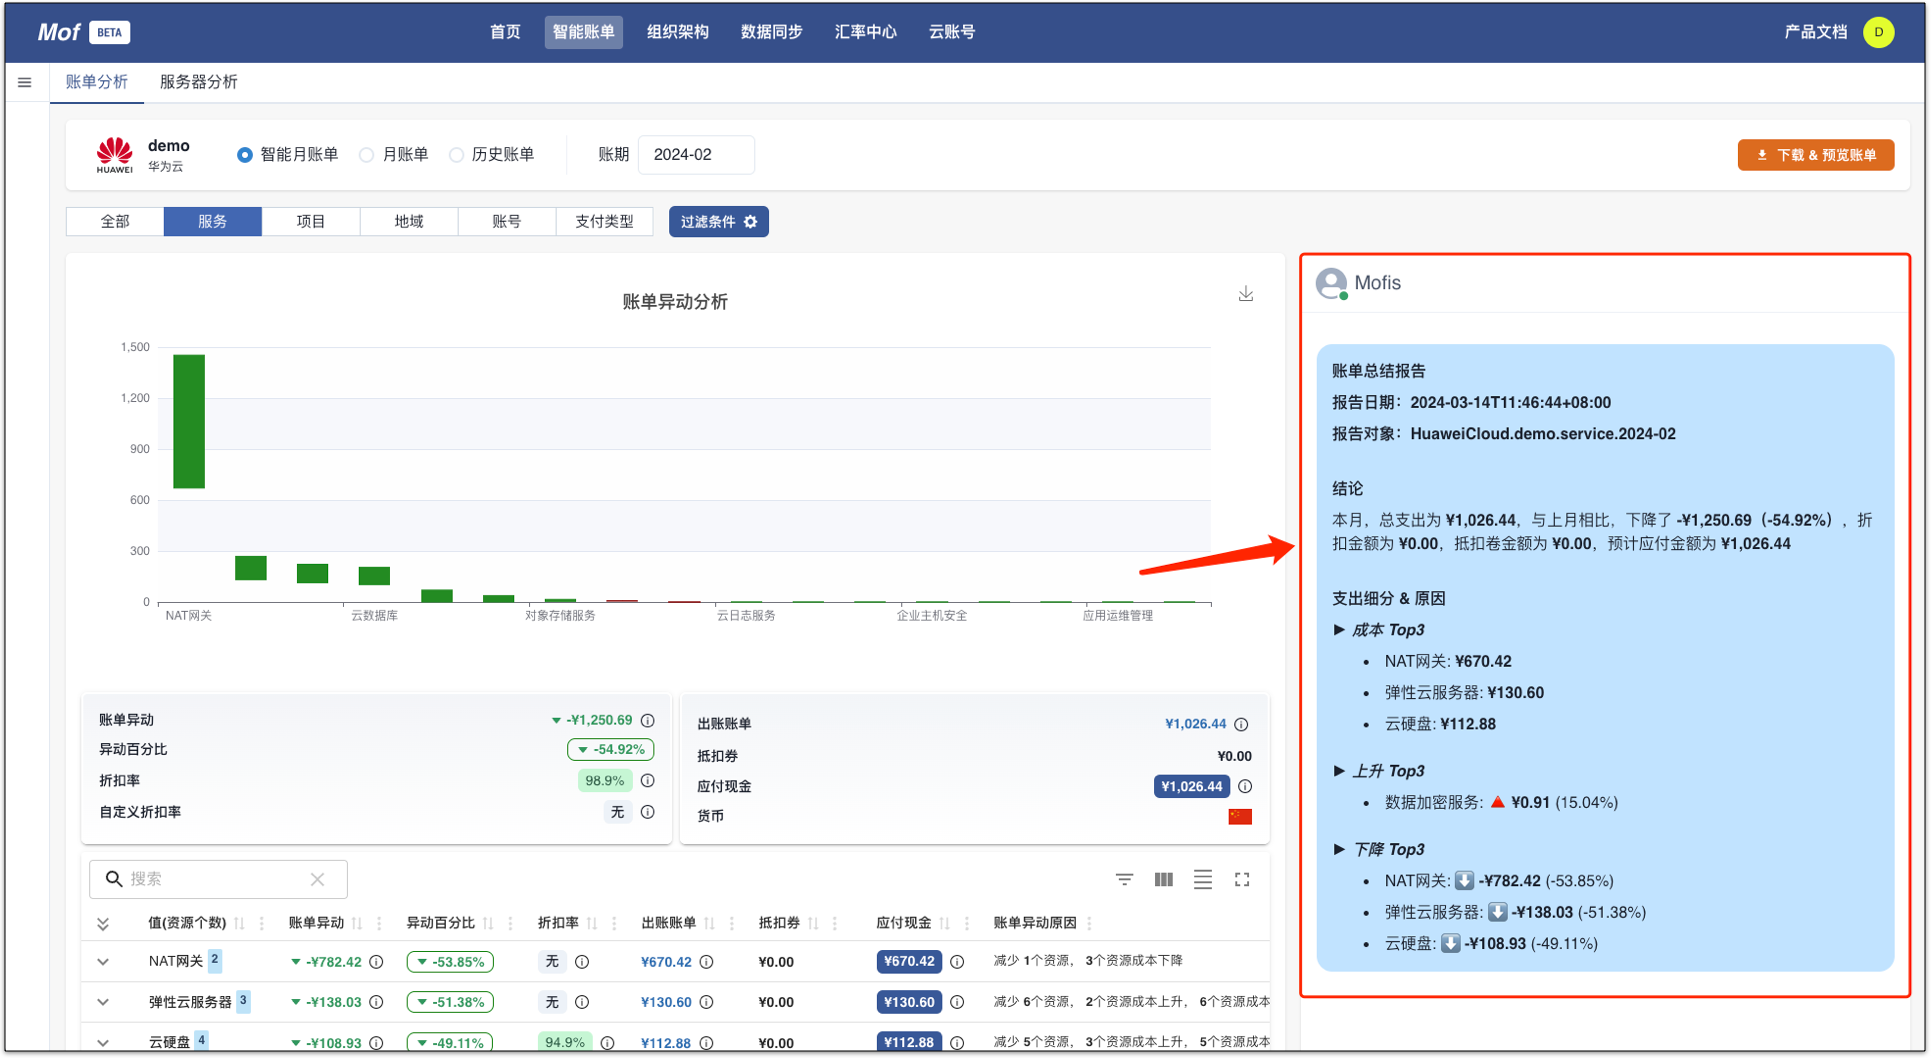 Mof BETA
首页 智能账单 组织架构 数据同步 汇率中心 云账号
产品文档 D
账单分析 服务器分析
HUAWEI
demo
华为云
智能月账单 月账单 历史账单
账期 2024-02
下载 & 预览账单
全部 服务 项目 地域 账号 支付类型 过滤条件
账单异动分析
1,500
1,200
900
600
300
0
NAT网关 云数据库 对象存储服务 云日志服务 企业主机安全 应用运维管理
账单异动 -¥1,250.69
异动百分比 -54.92%
折扣率 98.9%
自定义折扣率 无
出账账单 ¥1,026.44
抵扣券 ¥0.00
应付现金 ¥1,026.44
货币
搜索
值(资源个数) 账单异动 异动百分比 折扣率 出账账单 抵扣券 应付现金 账单异动原因
NAT网关 2 -¥782.42 -53.85% 无 ¥670.42 ¥0.00 ¥670.42 减少 1个资源， 3个资源成本下降
弹性云服务器 3 -¥138.03 -51.38% 无 ¥130.60 ¥0.00 ¥130.60 减少 6个资源， 2个资源成本上升， 6个资源成本
云硬盘 4 -¥108.93 -49.11% 94.9% ¥112.88 ¥0.00 ¥112.88 减少 5个资源， 3个资源成本上升， 5个资源成本
Mofis
账单总结报告
报告日期：2024-03-14T11:46:44+08:00
报告对象：HuaweiCloud.demo.service.2024-02
结论
本月，总支出为 ¥1,026.44，与上月相比，下降了 -¥1,250.69（-54.92%），折
扣金额为 ¥0.00，抵扣卷金额为 ¥0.00，预计应付金额为 ¥1,026.44
支出细分 & 原因
▶ 成本 Top3
• NAT网关: ¥670.42
• 弹性云服务器: ¥130.60
• 云硬盘: ¥112.88
▶ 上升 Top3
• 数据加密服务: 🔺 ¥0.91 (15.04%)
▶ 下降 Top3
• NAT网关: ⬇️ -¥782.42 (-53.85%)
• 弹性云服务器: ⬇️ -¥138.03 (-51.38%)
• 云硬盘: ⬇️ -¥108.93 (-49.11%)